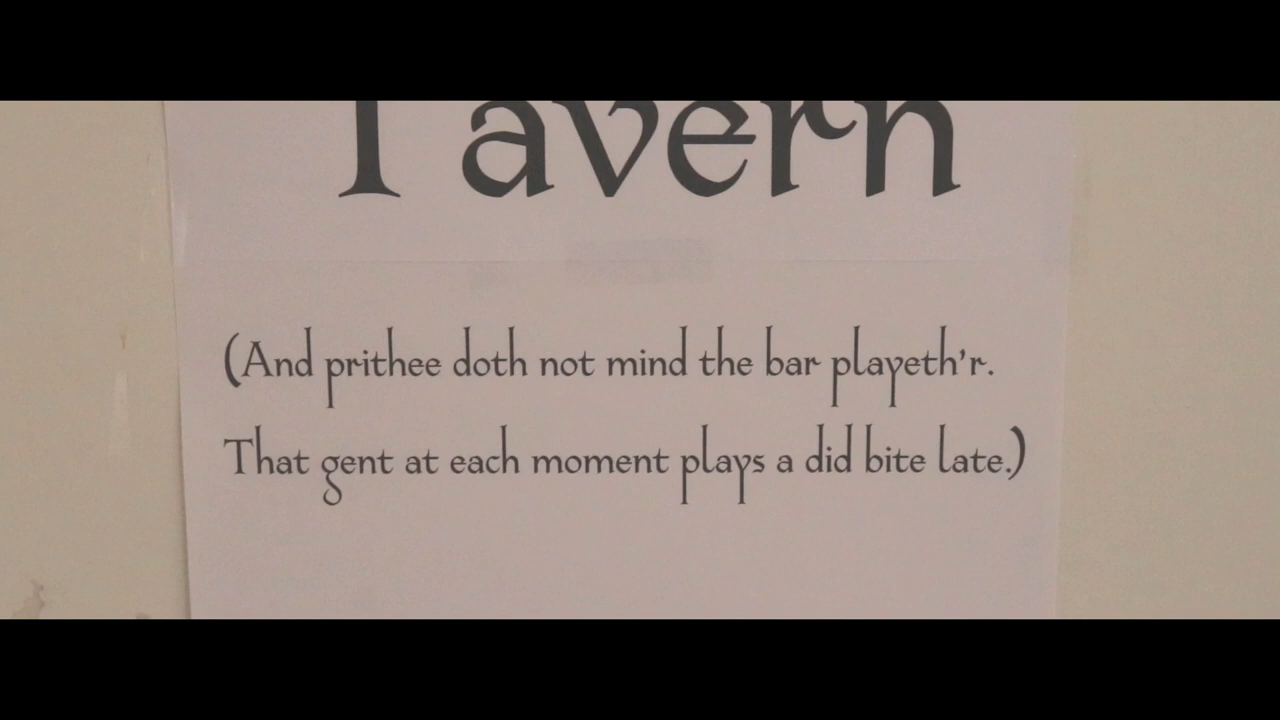 Tavern
(And prithee doth not mind the bar playeth'r.
That gent at each moment plays a did bite late.)